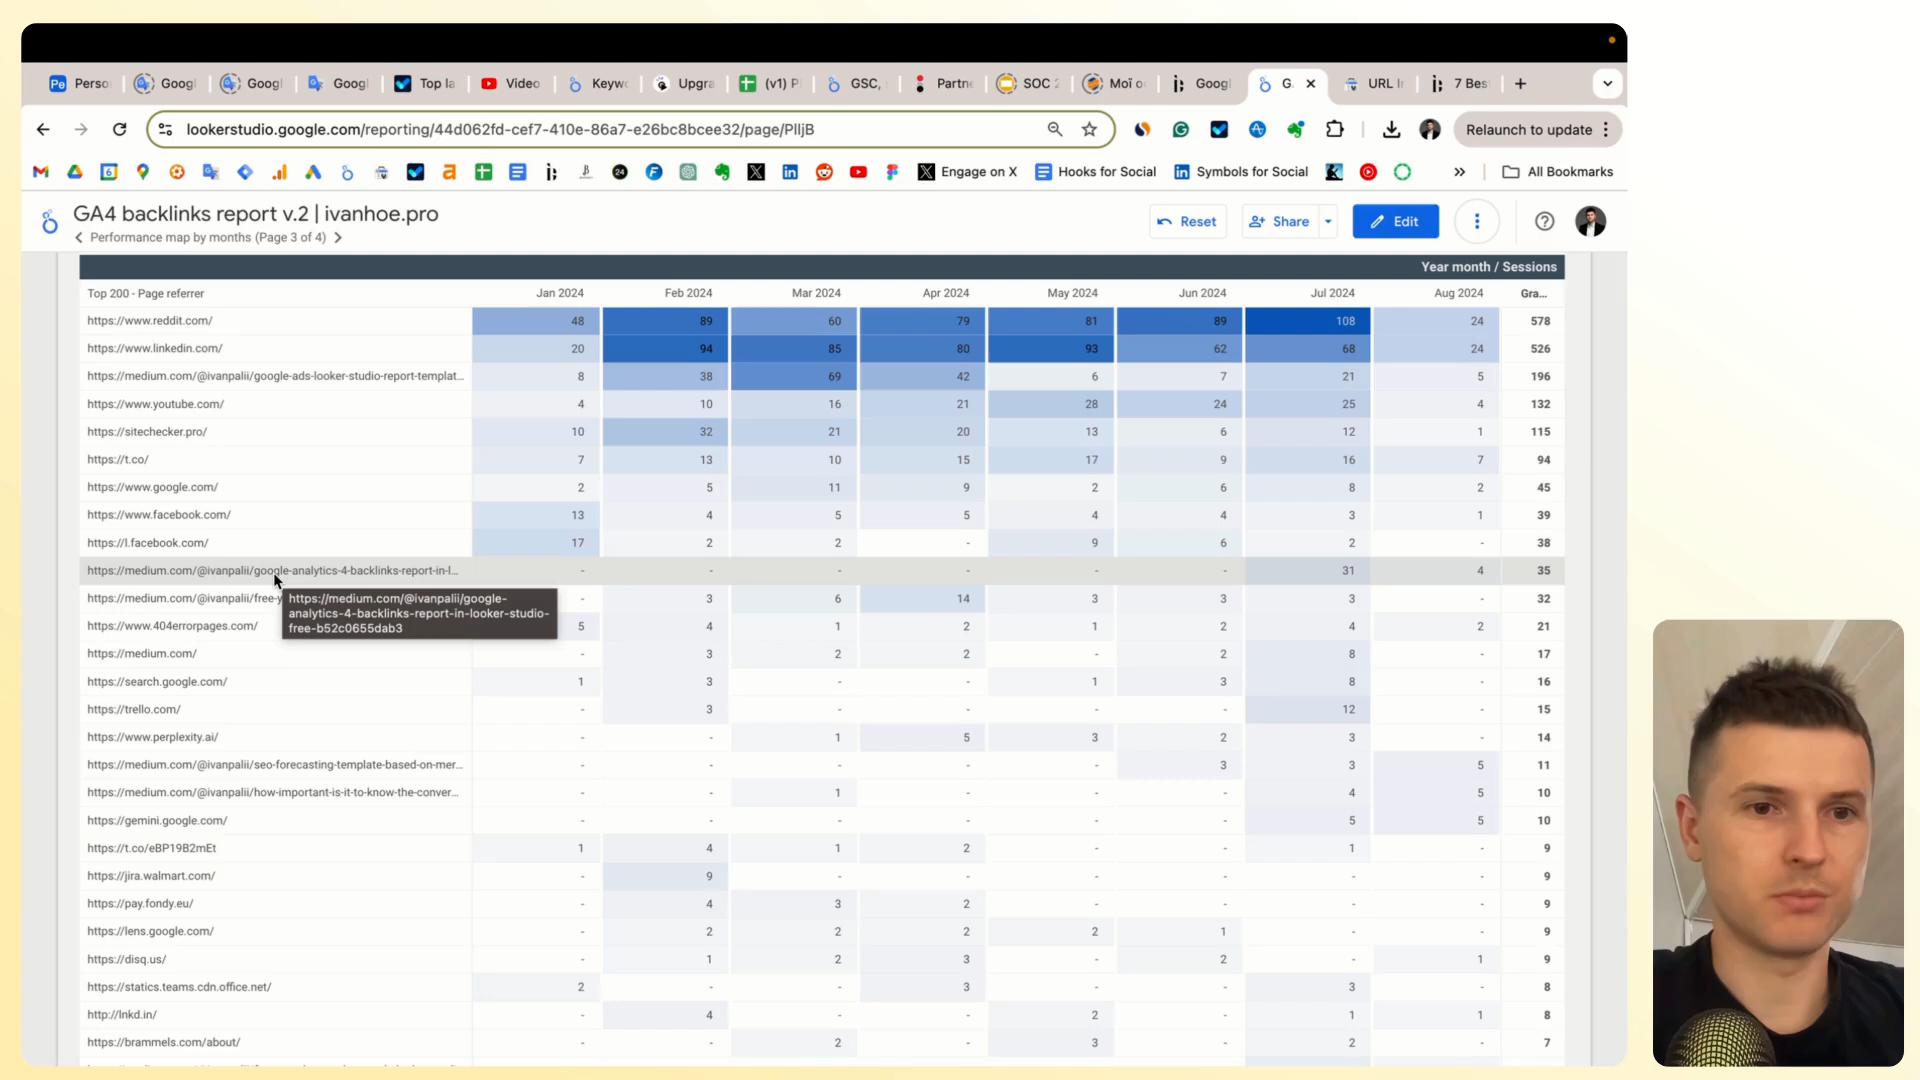 Perso
Googl
Googl
Googl
Top la
Video
Keywo
Upgra
(v1) P
GSC,
Partne
SOC 2
Moï o
Googl
G.
URL In
7 Bes
lookerstudio.google.com/reporting/44d062fd-cef7-410e-86a7-e26bc8bcee32/page/PlljB
Relaunch to update
Engage on X
Hooks for Social
Symbols for Social
All Bookmarks
GA4 backlinks report v.2 | ivanhoe.pro
Performance map by months (Page 3 of 4)
Reset
Share
Edit
Year month / Sessions
Top 200 - Page referrer Jan 2024 Feb 2024 Mar 2024 Apr 2024 May 2024 Jun 2024 Jul 2024 Aug 2024 Gra...
https://www.reddit.com/ 48 89 60 79 81 89 108 24 578
https://www.linkedin.com/ 20 94 85 80 93 62 68 24 526
https://medium.com/@ivanpalii/google-ads-looker-studio-report-templat... 8 38 69 42 6 7 21 5 196
https://www.youtube.com/ 4 10 16 21 28 24 25 4 132
https://sitechecker.pro/ 10 32 21 20 13 6 12 1 115
https://t.co/ 7 13 10 15 17 9 16 7 94
https://www.google.com/ 2 5 11 9 2 6 8 2 45
https://www.facebook.com/ 13 4 5 5 4 4 3 1 39
https://l.facebook.com/ 17 2 2 - 9 6 2 - 38
https://medium.com/@ivanpalii/google-analytics-4-backlinks-report-in-l... - - - - - - 31 4 35
https://medium.com/@ivanpalii/free-y - 3 6 14 3 3 3 - 32
https://medium.com/@ivanpalii/google-
analytics-4-backlinks-report-in-looker-studio-
free-b52c0655dab3
https://www.404errorpages.com/ 5 4 1 2 1 2 4 2 21
https://medium.com/ - 3 2 2 - 2 8 - 17
https://search.google.com/ 1 3 - - 1 3 8 - 16
https://trello.com/ - 3 - - - - 12 - 15
https://www.perplexity.ai/ - - 1 5 3 2 3 - 14
https://medium.com/@ivanpalii/seo-forecasting-template-based-on-mer... - - - - - 3 3 5 11
https://medium.com/@ivanpalii/how-important-is-it-to-know-the-conver... - - 1 - - - 4 5 10
https://gemini.google.com/ - - - - - - 5 5 10
https://t.co/eBP19B2mEt 1 4 1 2 - - 1 - 9
https://jira.walmart.com/ - 9 - - - - - - 9
https://pay.fondy.eu/ - 4 3 2 - - - - 9
https://lens.google.com/ - 2 2 2 2 1 - - 9
https://disq.us/ - 1 2 3 - 2 - 1 9
https://statics.teams.cdn.office.net/ 2 - - 3 - - 3 - 8
http://lnkd.in/ - 4 - - 2 - 1 1 8
https://brammels.com/about/ - - 2 - 3 - 2 - 7